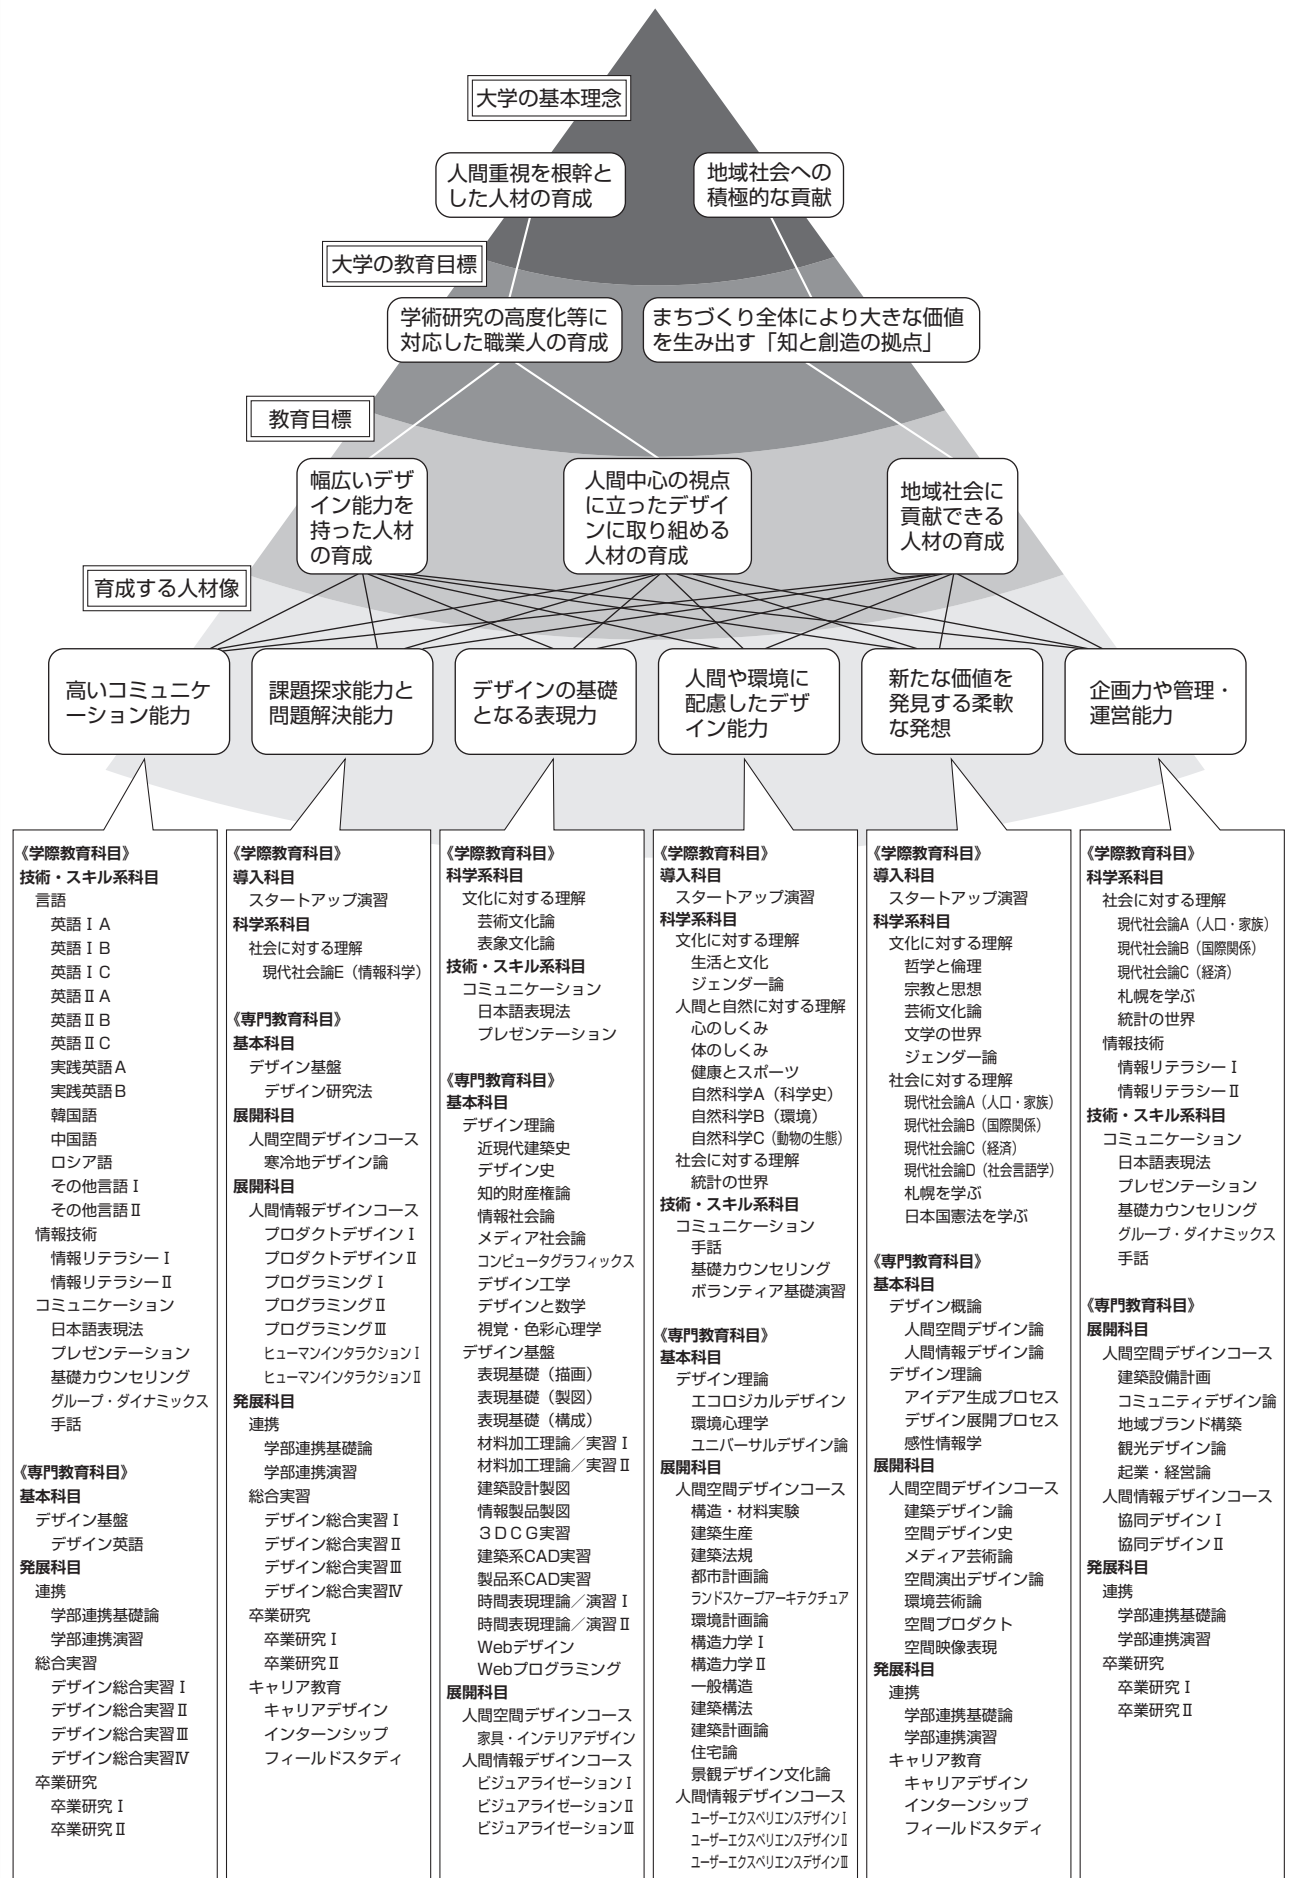 大学の基本理念
人間重視を根幹と
した人材の育成
地域社会への
積極的な貢献
大学の教育目標
学術研究の高度化等に
対応した職業人の育成
まちづくり全体により大きな価値
を生み出す「知と創造の拠点」
教育目標
幅広いデザ
イン能力を
持った人材
の育成
人間中心の視点
に立ったデザイ
ンに取り組める
人材の育成
地域社会に
貢献できる
人材の育成
育成する人材像
高いコミュニケ
ーション能力
課題探求能力と
問題解決能力
デザインの基礎
となる表現力
人間や環境に
配慮したデザ
イン能力
新たな価値を
発見する柔軟
な発想
企画力や管理・
運営能力
《学際教育科目》
技術・スキル系科目
言語
英語ⅠA
英語ⅠB
英語ⅠC
英語ⅡA
英語ⅡB
英語ⅡC
実践英語A
実践英語B
韓国語
中国語
ロシア語
その他言語Ⅰ
その他言語Ⅱ
情報技術
情報リテラシーⅠ
情報リテラシーⅡ
コミュニケーション
日本語表現法
プレゼンテーション
基礎カウンセリング
グループ・ダイナミックス
手話
《専門教育科目》
基本科目
デザイン基盤
デザイン英語
発展科目
連携
学部連携基礎論
学部連携演習
総合実習
デザイン総合実習Ⅰ
デザイン総合実習Ⅱ
デザイン総合実習Ⅲ
デザイン総合実習Ⅳ
卒業研究
卒業研究Ⅰ
卒業研究Ⅱ
《学際教育科目》
導入科目
スタートアップ演習
科学系科目
社会に対する理解
現代社会論E（情報科学）
《専門教育科目》
基本科目
デザイン基盤
デザイン研究法
展開科目
人間空間デザインコース
寒冷地デザイン論
展開科目
人間情報デザインコース
プロダクトデザインⅠ
プロダクトデザインⅡ
プログラミングⅠ
プログラミングⅡ
プログラミングⅢ
ヒューマンインタラクションⅠ
ヒューマンインタラクションⅡ
発展科目
連携
学部連携基礎論
学部連携演習
総合実習
デザイン総合実習Ⅰ
デザイン総合実習Ⅱ
デザイン総合実習Ⅲ
デザイン総合実習Ⅳ
卒業研究
卒業研究Ⅰ
卒業研究Ⅱ
キャリア教育
キャリアデザイン
インターンシップ
フィールドスタディ
《学際教育科目》
科学系科目
文化に対する理解
芸術文化論
表象文化論
技術・スキル系科目
コミュニケーション
日本語表現法
プレゼンテーション
《専門教育科目》
基本科目
デザイン理論
近現代建築史
デザイン史
知的財産権論
情報社会論
メディア社会論
コンピュータグラフィックス
デザイン工学
デザインと数学
視覚・色彩心理学
デザイン基盤
表現基礎（描画）
表現基礎（製図）
表現基礎（構成）
材料加工理論／実習Ⅰ
材料加工理論／実習Ⅱ
建築設計製図
情報製品製図
３ＤＣＧ実習
建築系CAD実習
製品系CAD実習
時間表現理論／演習Ⅰ
時間表現理論／演習Ⅱ
Webデザイン
Webプログラミング
展開科目
人間空間デザインコース
家具・インテリアデザイン
人間情報デザインコース
ビジュアライゼーションⅠ
ビジュアライゼーションⅡ
ビジュアライゼーションⅢ
《学際教育科目》
導入科目
スタートアップ演習
科学系科目
文化に対する理解
生活と文化
ジェンダー論
人間と自然に対する理解
心のしくみ
体のしくみ
健康とスポーツ
自然科学A（科学史）
自然科学B（環境）
自然科学C（動物の生態）
社会に対する理解
統計の世界
技術・スキル系科目
コミュニケーション
手話
基礎カウンセリング
ボランティア基礎演習
《専門教育科目》
基本科目
デザイン理論
エコロジカルデザイン
環境心理学
ユニバーサルデザイン論
展開科目
人間空間デザインコース
構造・材料実験
建築生産
建築法規
都市計画論
ランドスケープアーキテクチュア
環境計画論
構造力学Ⅰ
構造力学Ⅱ
一般構造
建築構法
建築計画論
住宅論
景観デザイン文化論
人間情報デザインコース
ユーザーエクスペリエンスデザインⅠ
ユーザーエクスペリエンスデザインⅡ
ユーザーエクスペリエンスデザインⅢ
《学際教育科目》
導入科目
スタートアップ演習
科学系科目
文化に対する理解
哲学と倫理
宗教と思想
芸術文化論
文学の世界
ジェンダー論
社会に対する理解
現代社会論A（人口・家族）
現代社会論B（国際関係）
現代社会論C（経済）
現代社会論D（社会言語学）
札幌を学ぶ
日本国憲法を学ぶ
《専門教育科目》
基本科目
デザイン概論
人間空間デザイン論
人間情報デザイン論
デザイン理論
アイデア生成プロセス
デザイン展開プロセス
感性情報学
展開科目
人間空間デザインコース
建築デザイン論
空間デザイン史
メディア芸術論
空間演出デザイン論
環境芸術論
空間プロダクト
空間映像表現
発展科目
連携
学部連携基礎論
学部連携演習
キャリア教育
キャリアデザイン
インターンシップ
フィールドスタディ
《学際教育科目》
科学系科目
社会に対する理解
現代社会論A（人口・家族）
現代社会論B（国際関係）
現代社会論C（経済）
札幌を学ぶ
統計の世界
情報技術
情報リテラシーⅠ
情報リテラシーⅡ
技術・スキル系科目
コミュニケーション
日本語表現法
プレゼンテーション
基礎カウンセリング
グループ・ダイナミックス
手話
《専門教育科目》
展開科目
人間空間デザインコース
建築設備計画
コミュニティデザイン論
地域ブランド構築
観光デザイン論
起業・経営論
人間情報デザインコース
協同デザインⅠ
協同デザインⅡ
発展科目
連携
学部連携基礎論
学部連携演習
卒業研究
卒業研究Ⅰ
卒業研究Ⅱ